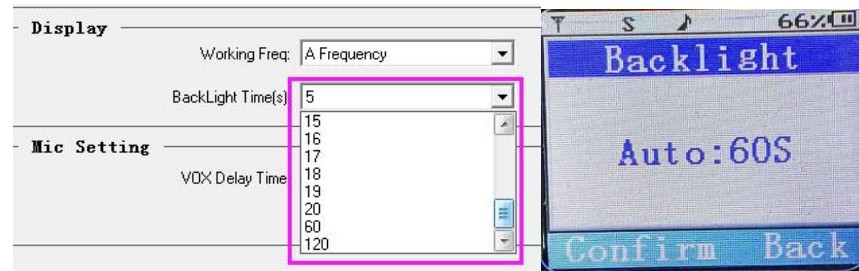 Display
Working Freq: A Frequency
BackLight Time(s) 5
15
16
17
18
19
20
60
120
Mic Setting
VOX Delay Time
S 66%
Backlight
Auto:60S
Confirm Back